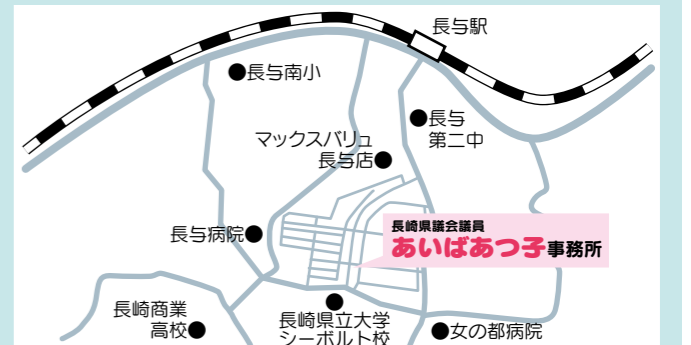 長与駅
長与南小
長与
第二中
マックスバリュ
長与店
長崎県議会議員
あいばあつ子事務所
長与病院
長崎商業
高校
長崎県立大学
シーボルト校
女の都病院